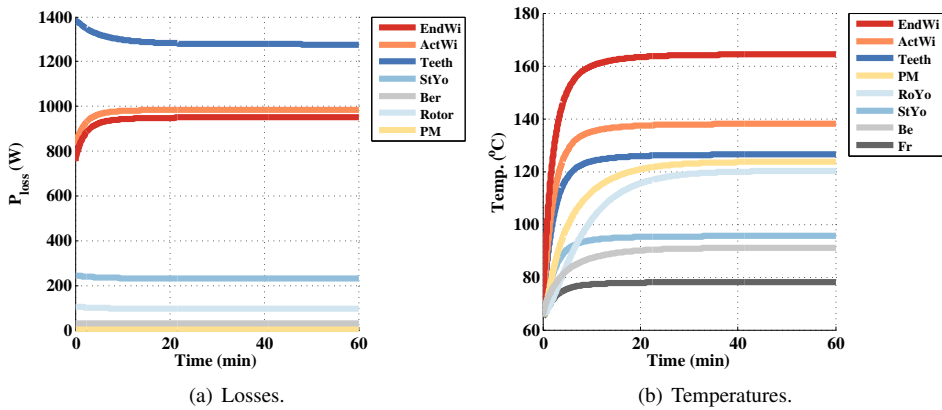 1400
1200
1000
800
600
400
200
0
P_loss (W)
0 20 40 60
Time (min)
EndWi
ActWi
Teeth
StYo
Ber
Rotor
PM
(a) Losses.
160
140
120
100
80
60
Temp. (⁰C)
0 20 40 60
Time (min)
EndWi
ActWi
Teeth
PM
RoYo
StYo
Be
Fr
(b) Temperatures.